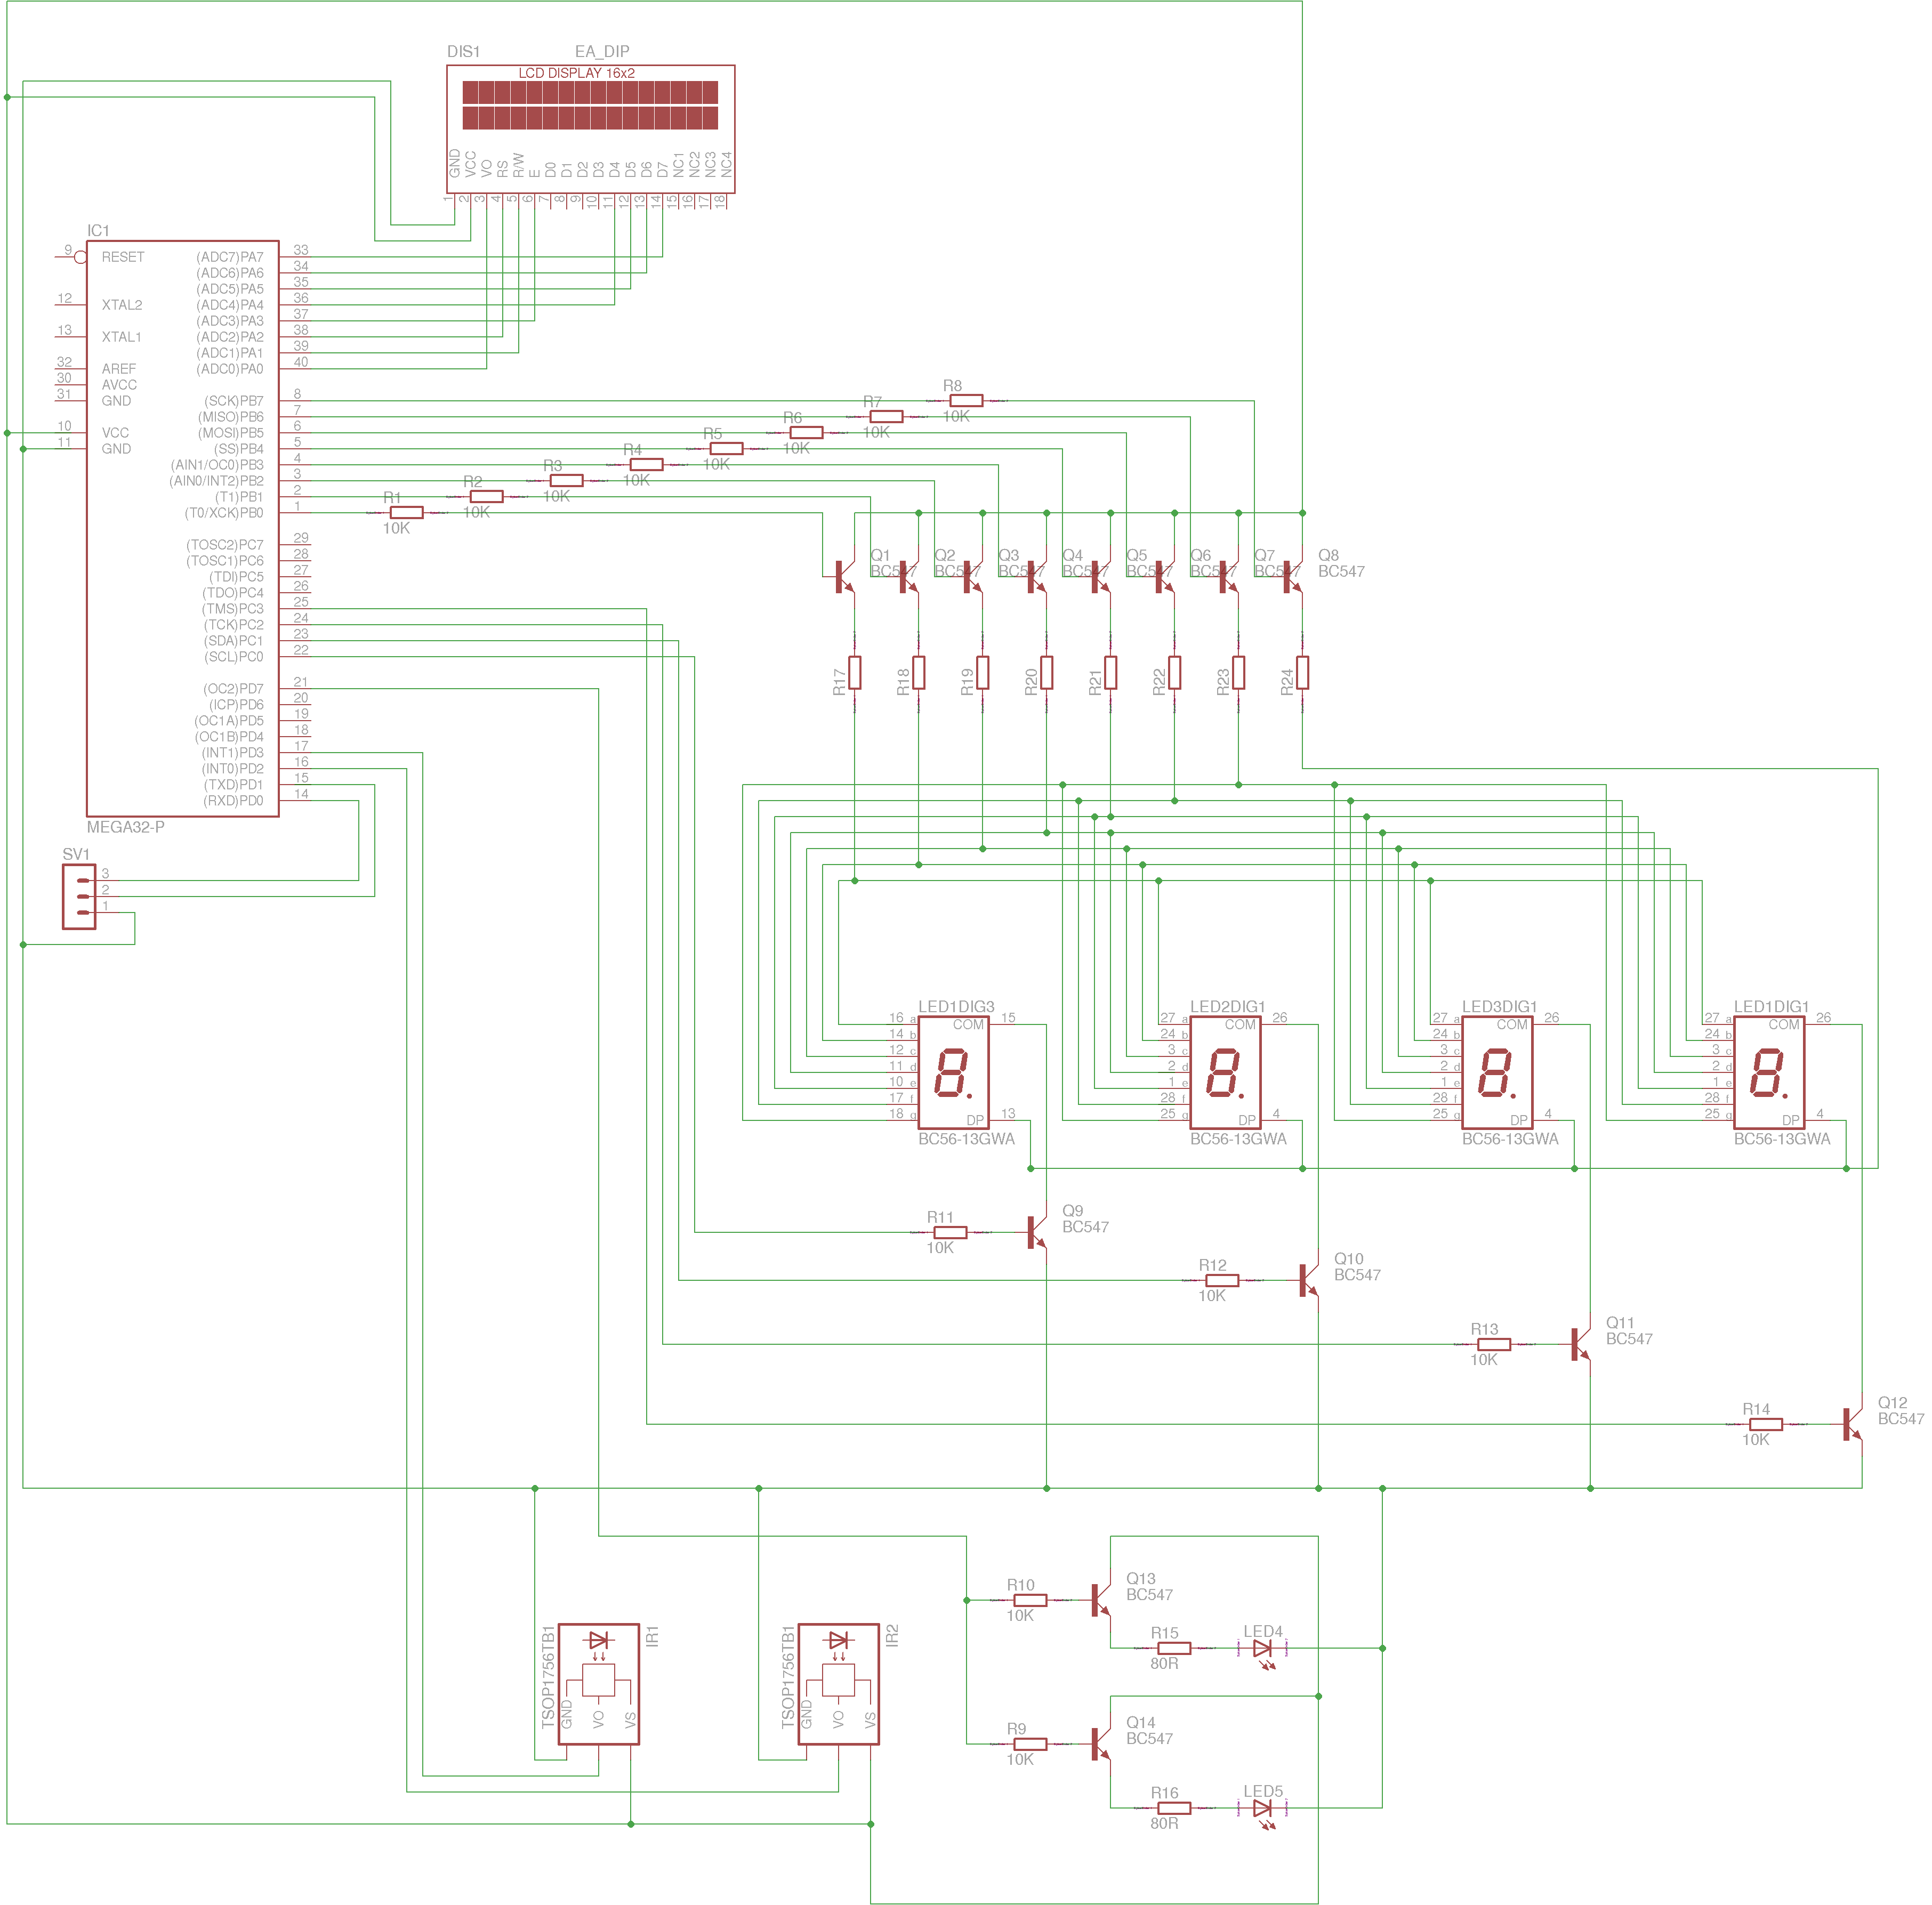 DIS1 EA_DIP
LCD DISPLAY 16x2
GND VCC VO RS R/W E D0 D1 D2 D3 D4 D5 D6 D7 NC1 NC2 NC3 NC4
1 2 3 4 5 6 7 8 9 10 11 12 13 14 15 16 17 18
IC1
9 RESET (ADC7)PA7 33
(ADC6)PA6 34
(ADC5)PA5 35
12 XTAL2 (ADC4)PA4 36
(ADC3)PA3 37
13 XTAL1 (ADC2)PA2 38
(ADC1)PA1 39
32 AREF (ADC0)PA0 40
30 AVCC
31 GND (SCK)PB7 8
(MISO)PB6 7
10 VCC (MOSI)PB5 6
11 GND (SS)PB4 5
(AIN1/OC0)PB3 4
(AIN0/INT2)PB2 3
(T1)PB1 2
(T0/XCK)PB0 1
(TOSC2)PC7 29
(TOSC1)PC6 28
(TDI)PC5 27
(TDO)PC4 26
(TMS)PC3 25
(TCK)PC2 24
(SDA)PC1 23
(SCL)PC0 22
(OC2)PD7 21
(ICP)PD6 20
(OC1A)PD5 19
(OC1B)PD4 18
(INT1)PD3 17
(INT0)PD2 16
(TXD)PD1 15
(RXD)PD0 14
MEGA32-P
R8
10K
R7
10K
R6
10K
R5
10K
R4
10K
R3
10K
R2
10K
R1
10K
Q1 Q2 Q3 Q4 Q5 Q6 Q7 Q8
BC547 BC547 BC547 BC547 BC547 BC547 BC547 BC547
R17 R18 R19 R20 R21 R22 R23 R24
SV1
3
2
1
LED1DIG3 LED2DIG1 LED3DIG1 LED1DIG1
16 a COM 15 27 a COM 26 27 a COM 26 27 a COM 26
14 b 24 b 24 b 24 b
12 c 3 c 3 c 3 c
11 d 2 d 2 d 2 d
10 e 1 e 1 e 1 e
17 f 28 f 28 f 28 f
18 g DP 13 25 g DP 4 25 g DP 4 25 g DP 4
BC56-13GWA BC56-13GWA BC56-13GWA BC56-13GWA
R11
10K
Q9
BC547
R12
10K
Q10
BC547
R13
10K
Q11
BC547
R14
10K
Q12
BC547
R10
10K
Q13
BC547
R15
80R
LED4
R9
10K
Q14
BC547
R16
80R
LED5
TSOP1756TB1 IR1
GND VO VS
TSOP1756TB1 IR2
GND VO VS